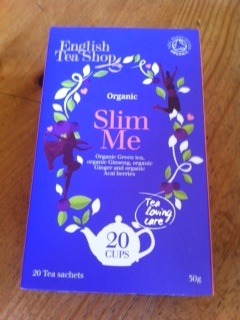 English
Tea Shop
Organic
Slim
Me
Organic Green tea,
organic Ginseng, organic
Ginger and organic
Acai berries
Tea
loving
care
20
CUPS
20 Tea sachets
50g